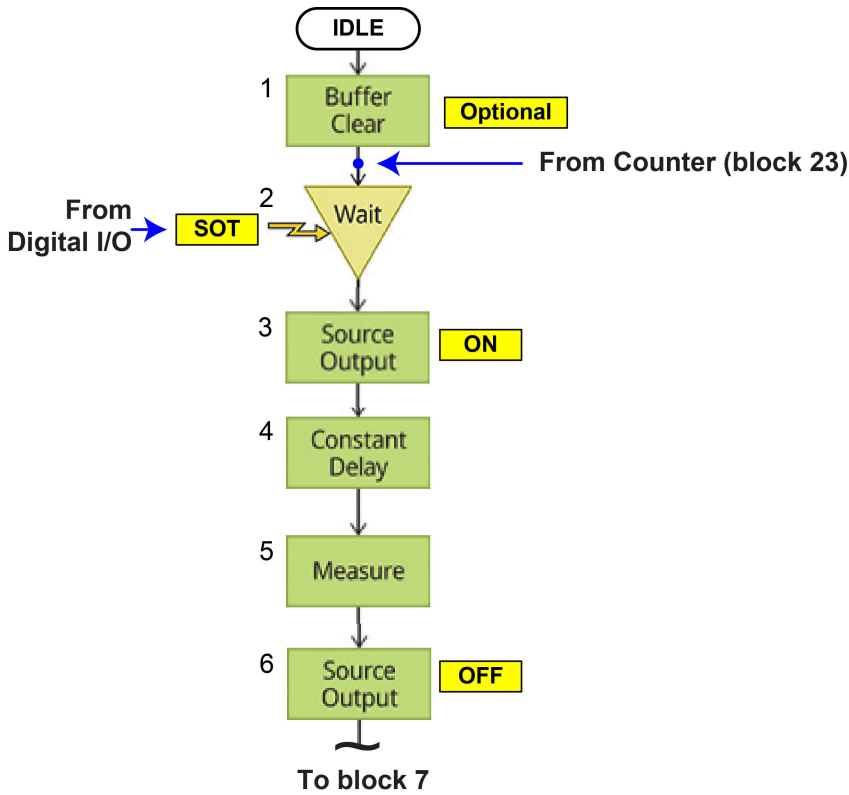 IDLE
1
Buffer
Clear
Optional
From Counter (block 23)
2
Wait
From
Digital I/O
SOT
3
Source
Output
ON
4
Constant
Delay
5
Measure
6
Source
Output
OFF
To block 7